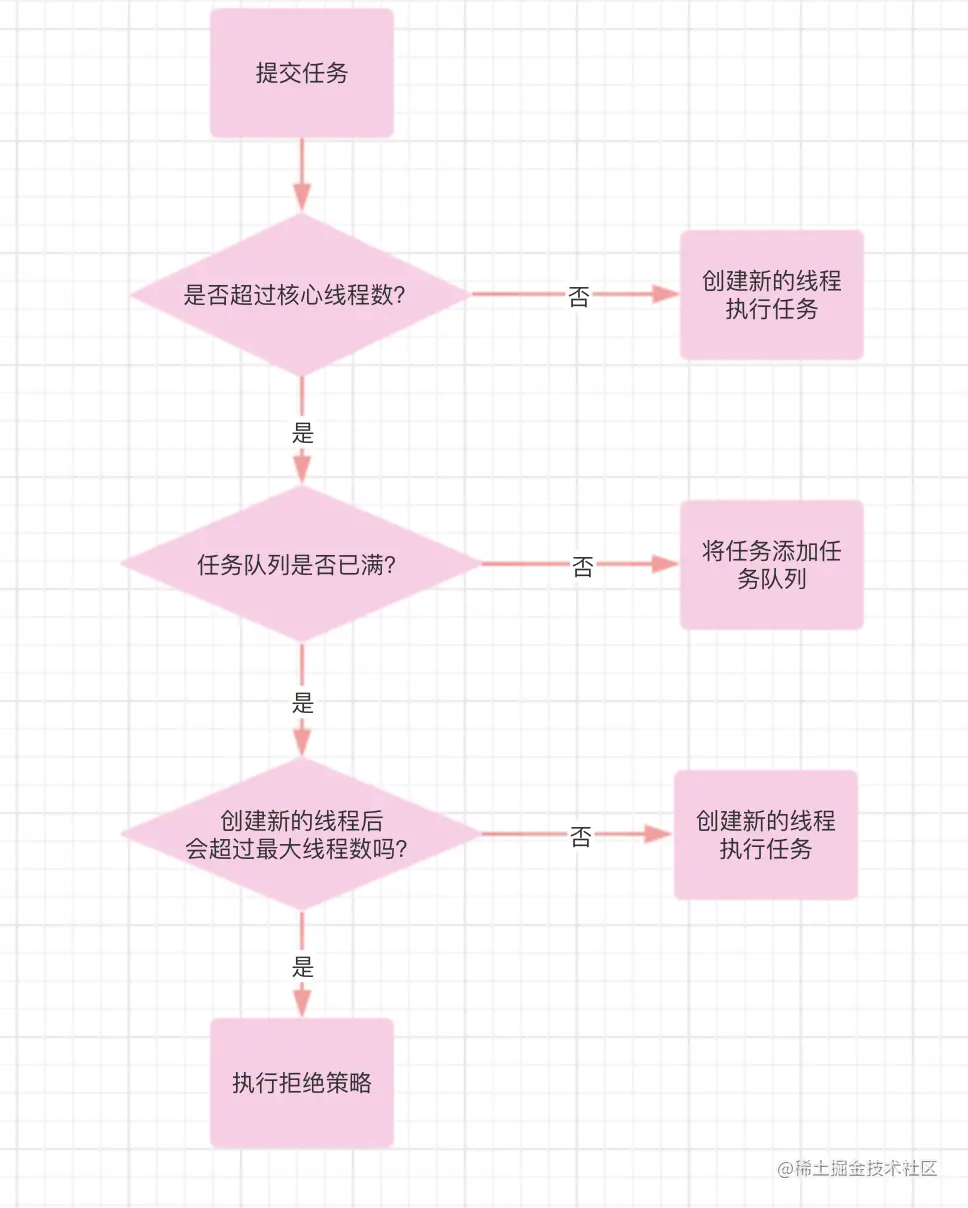 提交任务
是否超过核心线程数?
否
创建新的线程
执行任务
是
任务队列是否已满?
否
将任务添加任
务队列
是
创建新的线程后
会超过最大线程数吗?
否
创建新的线程
执行任务
是
执行拒绝策略
@稀土掘金技术社区